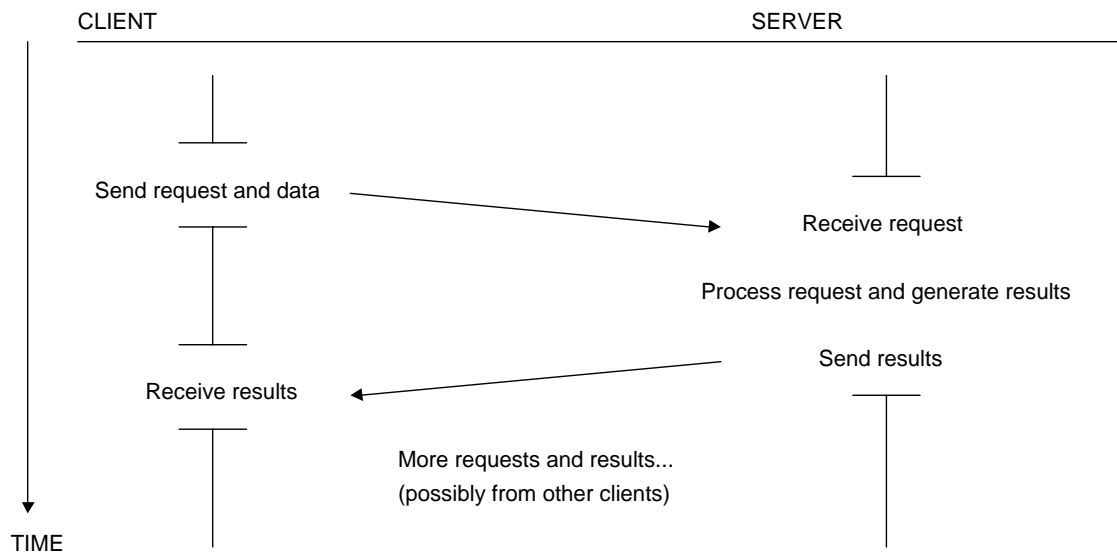 CLIENT
SERVER
Send request and data
Receive request
Process request and generate results
Send results
Receive results
More requests and results...
(possibly from other clients)
TIME